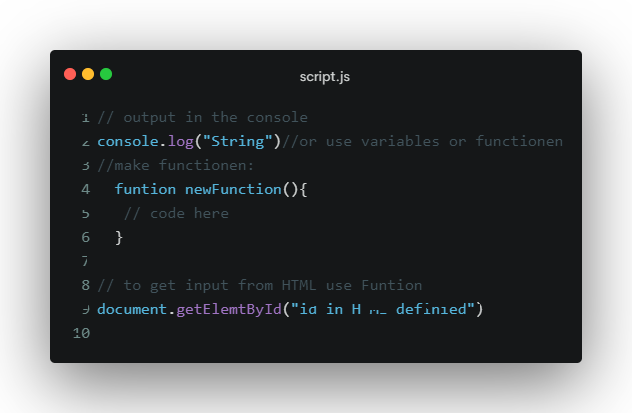 script.js
1 // output in the console
2 console.log("String")//or use variables or functionen
3 //make functionen:
4 funtion newFunction(){
5 // code here
6 }
7
8 // to get input from HTML use Funtion
9 document.getElemtById("id in HTML definied")
10